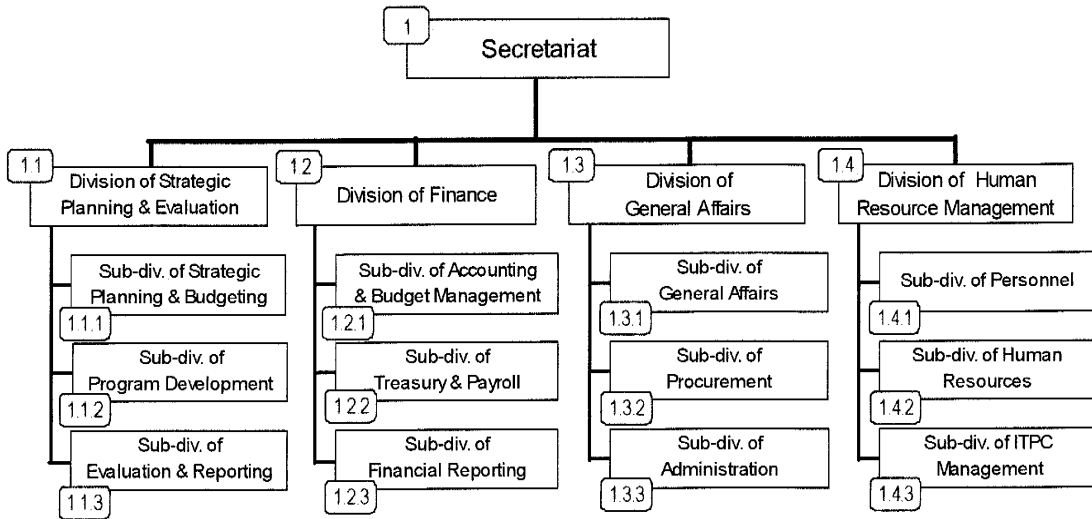 1
Secretariat
1.1
Division of Strategic
Planning & Evaluation
1.2
Division of Finance
1.3
Division of
General Affairs
1.4
Division of Human
Resource Management
Sub-div. of Strategic
Planning & Budgeting
1.1.1
Sub-div. of
Program Development
1.1.2
Sub-div. of
Evaluation & Reporting
1.1.3
Sub-div. of Accounting
& Budget Management
1.2.1
Sub-div. of
Treasury & Payroll
1.2.2
Sub-div. of
Financial Reporting
1.2.3
Sub-div. of
General Affairs
1.3.1
Sub-div. of
Procurement
1.3.2
Sub-div. of
Administration
1.3.3
Sub-div. of Personnel
1.4.1
Sub-div. of Human
Resources
1.4.2
Sub-div. of ITPC
Management
1.4.3